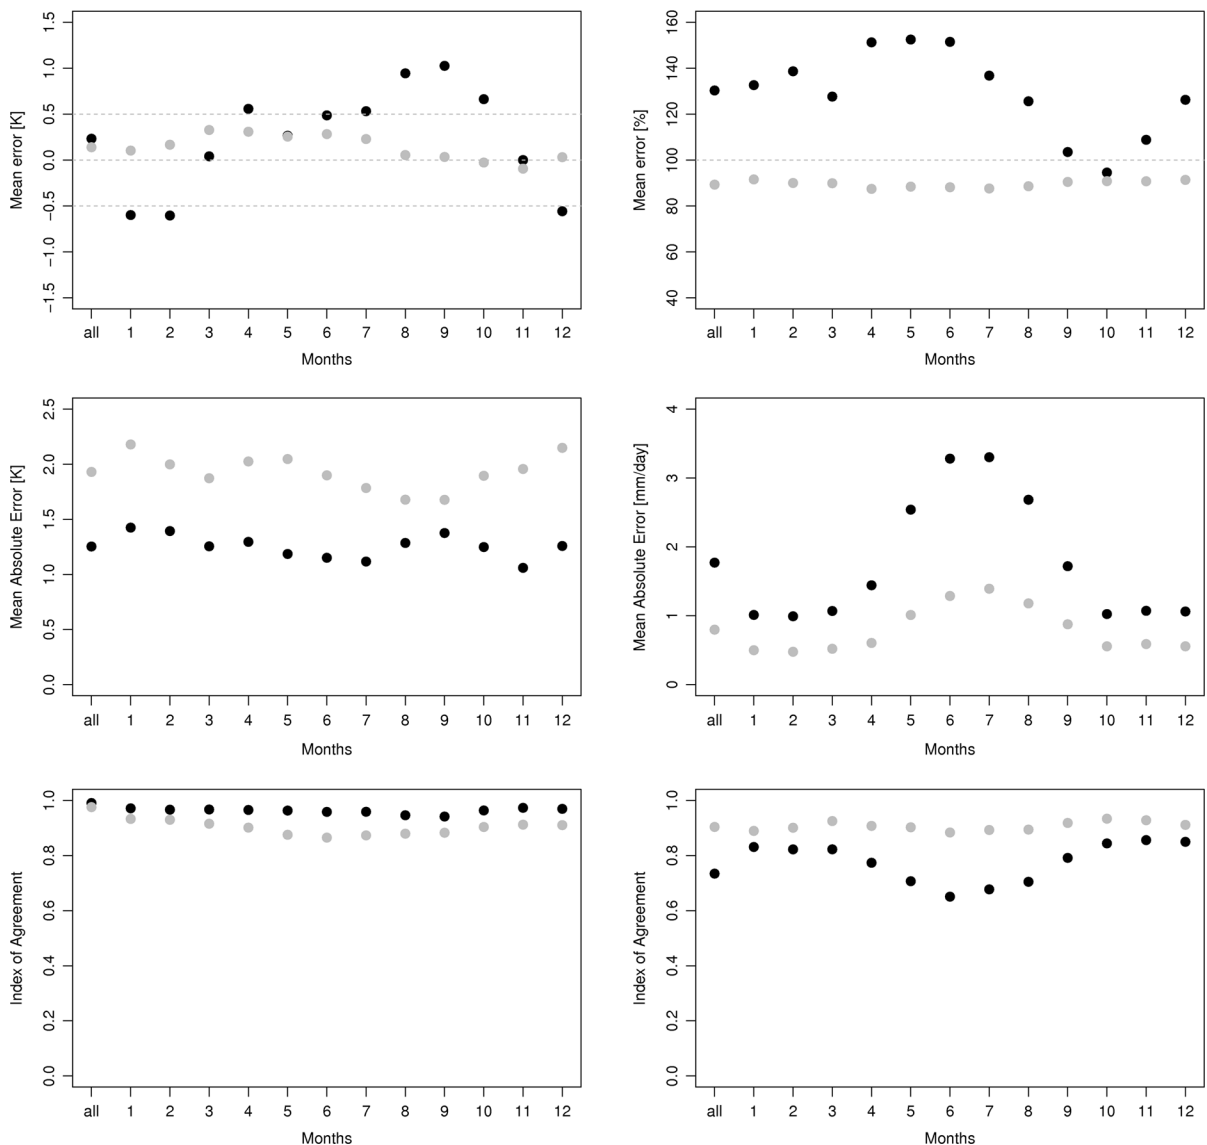 Mean error [K]
1.5
1.0
0.5
0.0
−0.5
−1.0
−1.5
all 1 2 3 4 5 6 7 8 9 10 11 12
Months
Mean error [%]
160
140
120
100
80
60
40
all 1 2 3 4 5 6 7 8 9 10 11 12
Months
Mean Absolute Error [K]
2.5
2.0
1.5
1.0
0.5
0.0
all 1 2 3 4 5 6 7 8 9 10 11 12
Months
Mean Absolute Error [mm/day]
4
3
2
1
0
all 1 2 3 4 5 6 7 8 9 10 11 12
Months
Index of Agreement
1.0
0.8
0.6
0.4
0.2
0.0
all 1 2 3 4 5 6 7 8 9 10 11 12
Months
Index of Agreement
1.0
0.8
0.6
0.4
0.2
0.0
all 1 2 3 4 5 6 7 8 9 10 11 12
Months